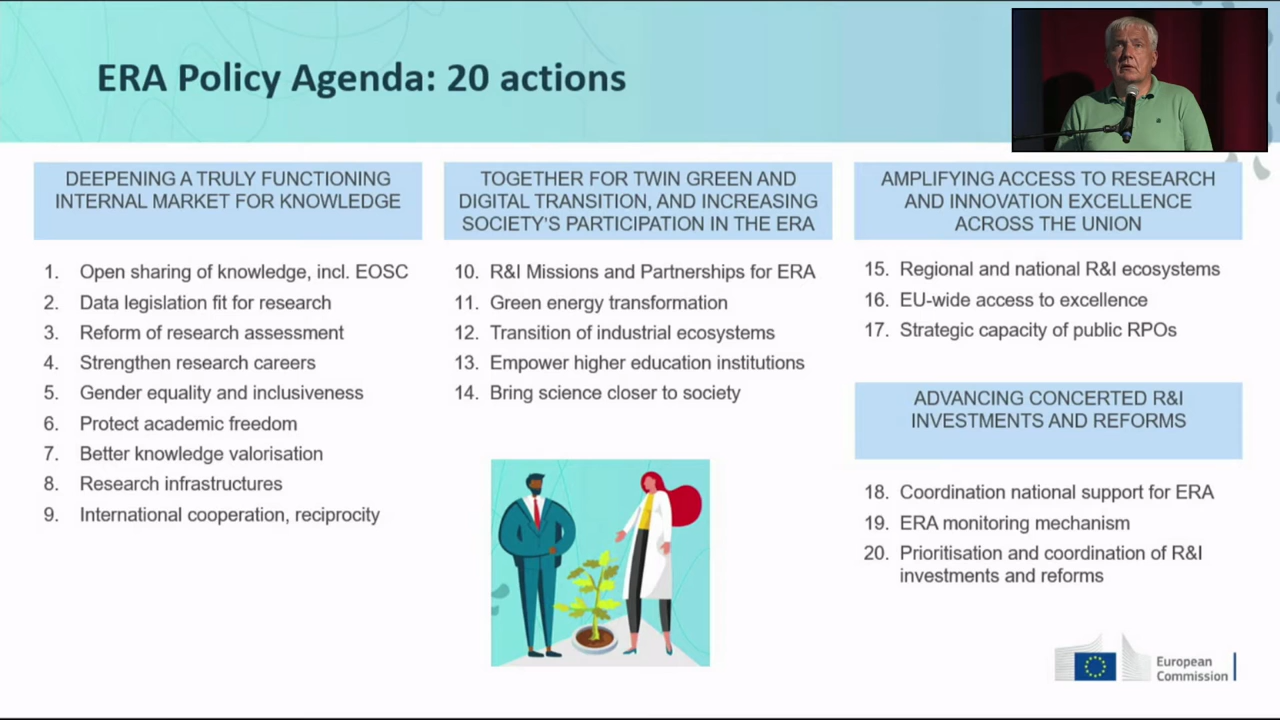 ERA Policy Agenda: 20 actions
DEEPENING A TRULY FUNCTIONING
INTERNAL MARKET FOR KNOWLEDGE
1. Open sharing of knowledge, incl. EOSC
2. Data legislation fit for research
3. Reform of research assessment
4. Strengthen research careers
5. Gender equality and inclusiveness
6. Protect academic freedom
7. Better knowledge valorisation
8. Research infrastructures
9. International cooperation, reciprocity
TOGETHER FOR TWIN GREEN AND
DIGITAL TRANSITION, AND INCREASING
SOCIETY'S PARTICIPATION IN THE ERA
10. R&I Missions and Partnerships for ERA
11. Green energy transformation
12. Transition of industrial ecosystems
13. Empower higher education institutions
14. Bring science closer to society
AMPLIFYING ACCESS TO RESEARCH
AND INNOVATION EXCELLENCE
ACROSS THE UNION
15. Regional and national R&I ecosystems
16. EU-wide access to excellence
17. Strategic capacity of public RPOs
ADVANCING CONCERTED R&I
INVESTMENTS AND REFORMS
18. Coordination national support for ERA
19. ERA monitoring mechanism
20. Prioritisation and coordination of R&I
investments and reforms
European
Commission